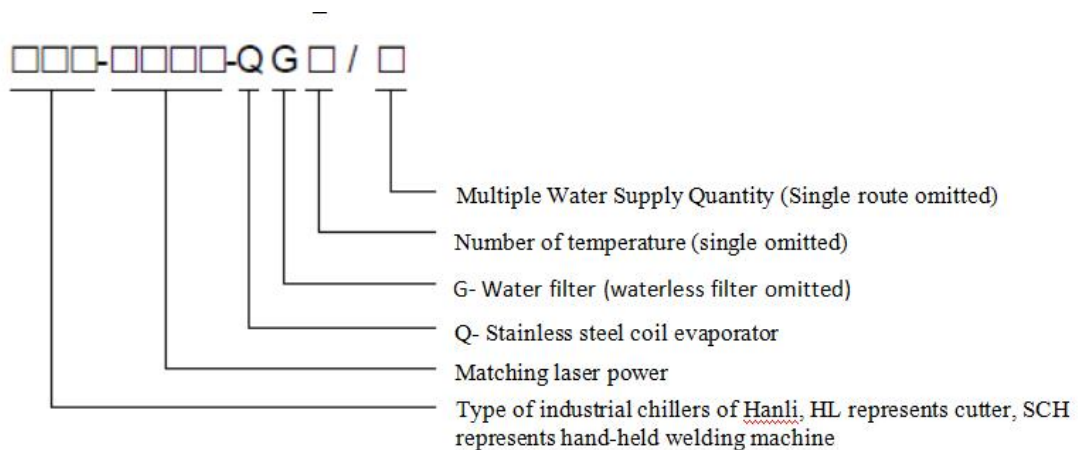 □□□-□□□□-QG□/□
Multiple Water Supply Quantity (Single route omitted)
Number of temperature (single omitted)
G- Water filter (waterless filter omitted)
Q- Stainless steel coil evaporator
Matching laser power
Type of industrial chillers of Hanli, HL represents cutter, SCH
represents hand-held welding machine